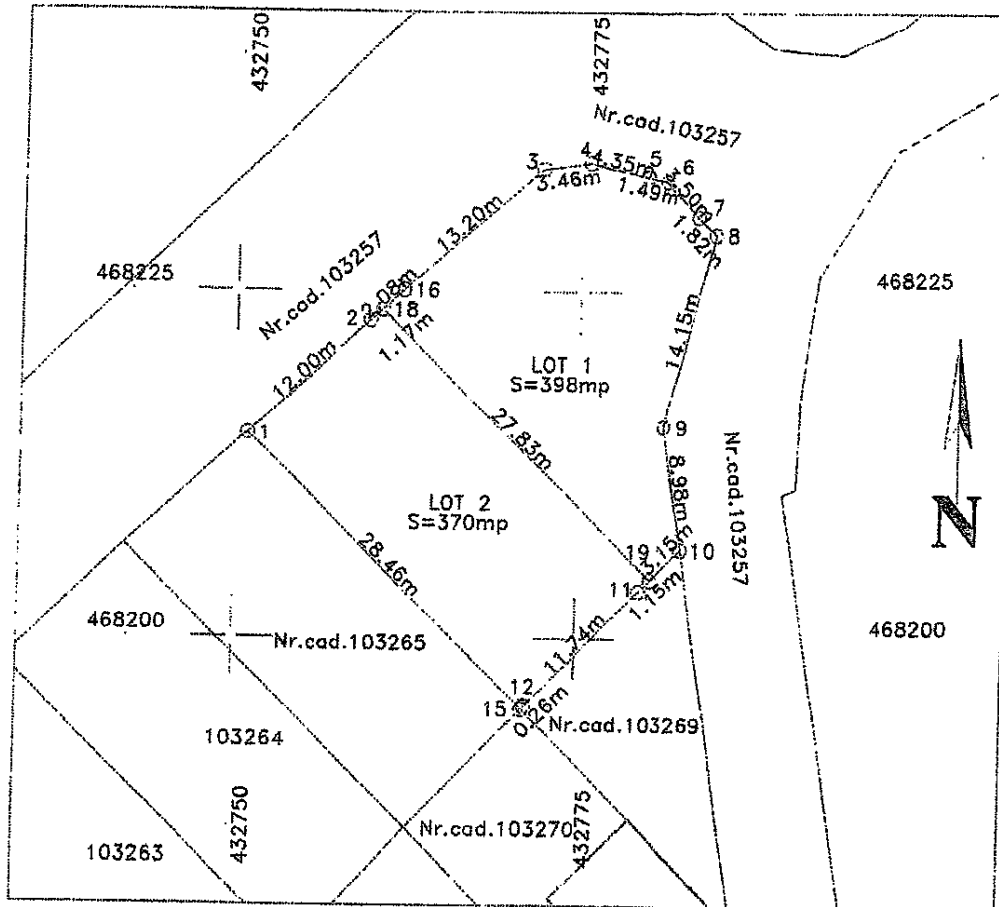 432750
432775
Nr.cad.103257
3
3.46m
4
4.35m
5
1.49m
6
3.50m
7
1.82m
8
13.20m
468225
Nr.cad.103257
2
2.08m
16
18
1.17m
468225
14.15m
12.00m
LOT 1
S=398mp
1
27.83m
9
8.98m
Nr.cad.103257
LOT 2
S=370mp
28.46m
N
19
3.15m
10
11
1.15m
468200
Nr.cad.103265
11.74m
468200
12
15
0.26m
Nr.cad.103269
103264
432750
432775
Nr.cad.103270
103263